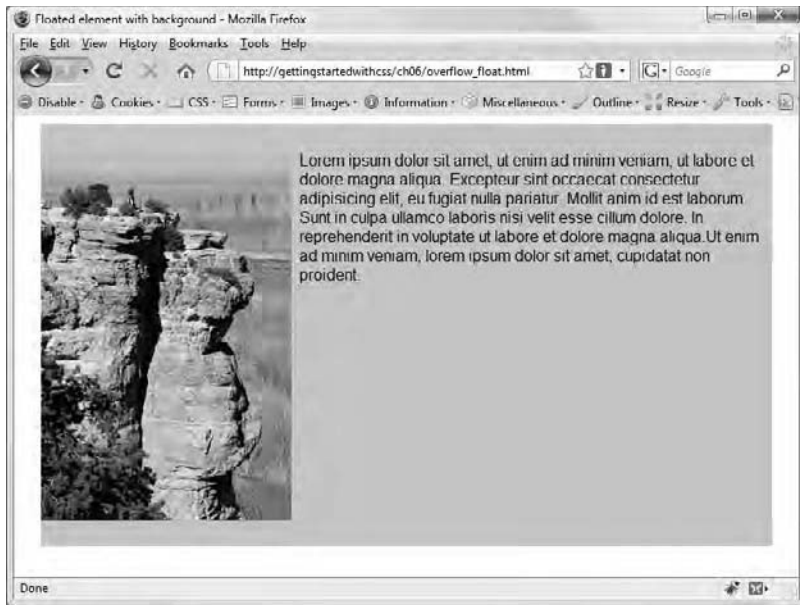 Floated element with background - Mozilla Firefox
File Edit View History Bookmarks Tools Help
http://gettingstartedwithcss/ch06/overflow_float.html
G Google
Disable Cookies CSS Forms Images Information Miscellaneous Outline Resize Tools
Lorem ipsum dolor sit amet, ut enim ad minim veniam, ut labore et
dolore magna aliqua. Excepteur sint occaecat consectetur
adipisicing elit, eu fugiat nulla pariatur. Mollit anim id est laborum.
Sunt in culpa ullamco laboris nisi velit esse cillum dolore. In
reprehenderit in voluptate ut labore et dolore magna aliqua.Ut enim
ad minim veniam, lorem ipsum dolor sit amet, cupidatat non
proident.
Done